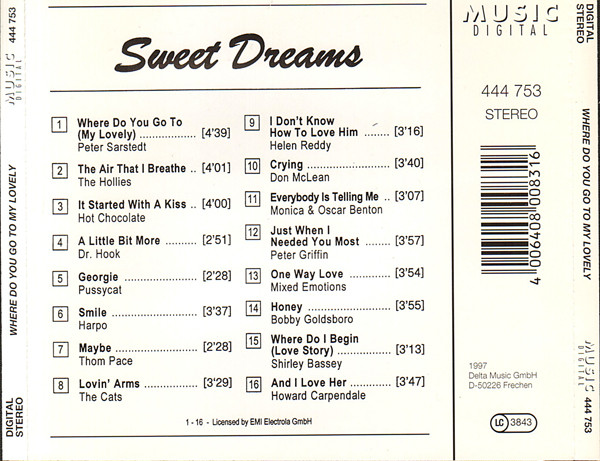 Sweet Dreams
1 Where Do You Go To
(My Lovely) .................. [4'39]
Peter Sarstedt
2 The Air That I Breathe .. [4'01]
The Hollies
3 It Started With A Kiss .. [4'00]
Hot Chocolate
4 A Little Bit More .......... [2'51]
Dr. Hook
5 Georgie ...................... [2'28]
Pussycat
6 Smile .......................... [3'37]
Harpo
7 Maybe ......................... [2'28]
Thom Pace
8 Lovin' Arms ................. [3'29]
The Cats
9 I Don't Know
How To Love Him ........ [3'16]
Helen Reddy
10 Crying ......................... [3'40]
Don McLean
11 Everybody Is Telling Me .. [3'07]
Monica & Oscar Benton
12 Just When I
Needed You Most ........ [3'57]
Peter Griffin
13 One Way Love ............. [3'54]
Mixed Emotions
14 Honey ......................... [3'55]
Bobby Goldsboro
15 Where Do I Begin
(Love Story) ................ [3'13]
Shirley Bassey
16 And I Love Her ............ [3'47]
Howard Carpendale
1 - 16 - Licensed by EMI Electrola GmbH
MUSIC
DIGITAL
444 753
STEREO
4 006408 008316
1997
Delta Music GmbH
D-50226 Frechen
LC 3843
DIGITAL
STEREO
WHERE DO YOU GO TO MY LOVELY
MUSIC
DIGITAL
444 753
DIGITAL
STEREO
WHERE DO YOU GO TO MY LOVELY
MUSIC
DIGITAL
444 753